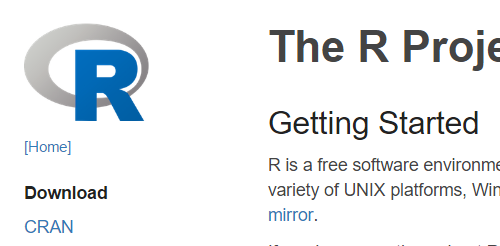 R
The R Proje
[Home]
Getting Started
Download
R is a free software environme
CRAN
variety of UNIX platforms, Win
mirror.